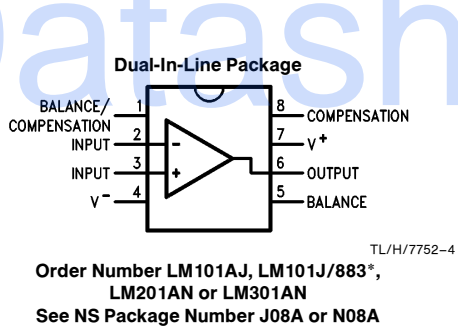 Datash
Dual-In-Line Package
BALANCE/
COMPENSATION
INPUT
INPUT
V-
1
2
3
4
-
+
8
7
6
5
COMPENSATION
V+
OUTPUT
BALANCE
TL/H/7752–4
Order Number LM101AJ, LM101J/883*,
LM201AN or LM301AN
See NS Package Number J08A or N08A